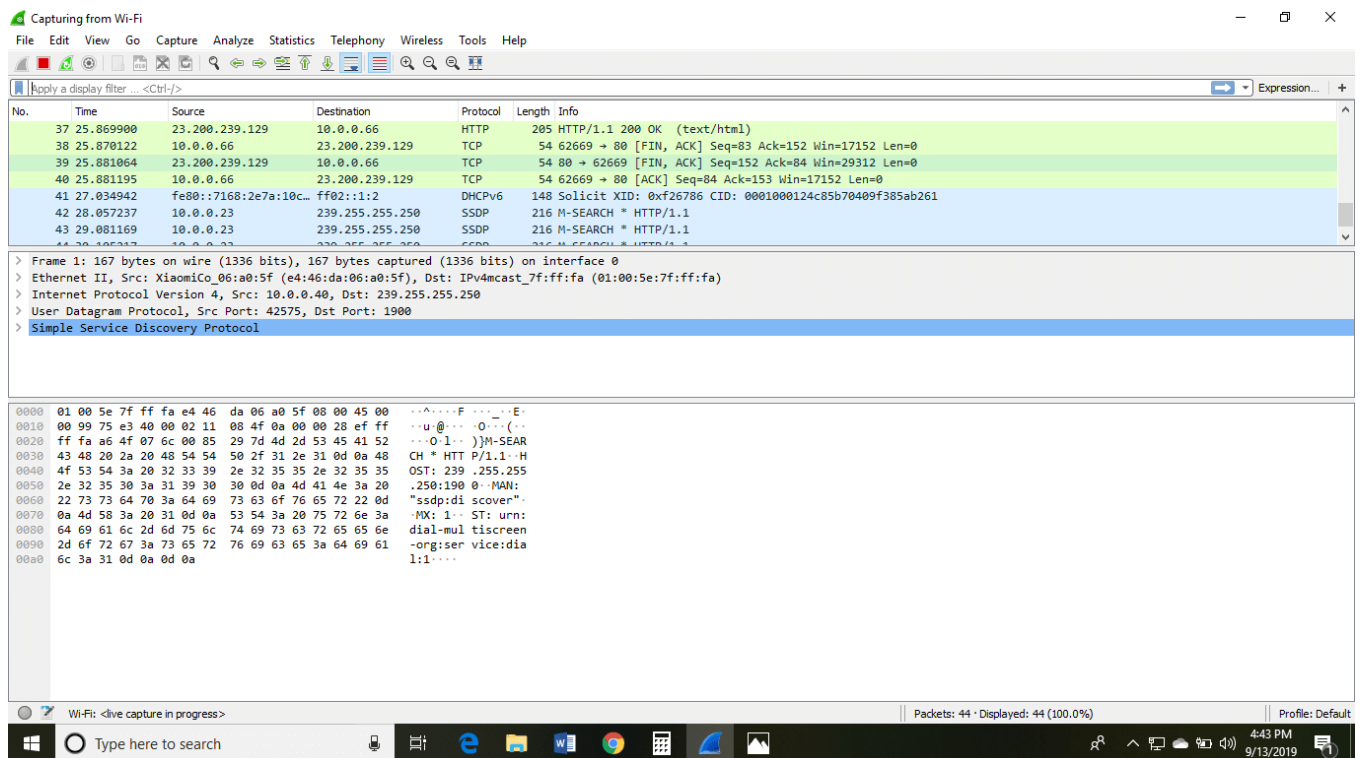 Capturing from Wi-Fi
File Edit View Go Capture Analyze Statistics Telephony Wireless Tools Help
Apply a display filter ... <Ctrl-/> Expression... +
No. Time Source Destination Protocol Length Info
37 25.869900 23.200.239.129 10.0.0.66 HTTP 205 HTTP/1.1 200 OK (text/html)
38 25.870122 10.0.0.66 23.200.239.129 TCP 54 62669 → 80 [FIN, ACK] Seq=83 Ack=152 Win=17152 Len=0
39 25.881064 23.200.239.129 10.0.0.66 TCP 54 80 → 62669 [FIN, ACK] Seq=152 Ack=84 Win=29312 Len=0
40 25.881195 10.0.0.66 23.200.239.129 TCP 54 62669 → 80 [ACK] Seq=84 Ack=153 Win=17152 Len=0
41 27.034942 fe80::7168:2e7a:10c… ff02::1:2 DHCPv6 148 Solicit XID: 0xf26786 CID: 0001000124c85b70409f385ab261
42 28.057237 10.0.0.23 239.255.255.250 SSDP 216 M-SEARCH * HTTP/1.1
43 29.081169 10.0.0.23 239.255.255.250 SSDP 216 M-SEARCH * HTTP/1.1
44 30.105217 10.0.0.23 239.255.255.250 SSDP 216 M-SEARCH * HTTP/1.1
> Frame 1: 167 bytes on wire (1336 bits), 167 bytes captured (1336 bits) on interface 0
> Ethernet II, Src: XiaomiCo_06:a0:5f (e4:46:da:06:a0:5f), Dst: IPv4mcast_7f:ff:fa (01:00:5e:7f:ff:fa)
> Internet Protocol Version 4, Src: 10.0.0.40, Dst: 239.255.255.250
> User Datagram Protocol, Src Port: 42575, Dst Port: 1900
> Simple Service Discovery Protocol
0000 01 00 5e 7f ff fa e4 46 da 06 a0 5f 08 00 45 00 ··^····F ···_··E·
0010 00 99 75 e3 40 00 02 11 08 4f 0a 00 00 28 ef ff ··u·@··· ·O···(··
0020 ff fa a6 4f 07 6c 00 85 29 7d 4d 2d 53 45 41 52 ···O·l·· )}M-SEAR
0030 43 48 20 2a 20 48 54 54 50 2f 31 2e 31 0d 0a 48 CH * HTT P/1.1··H
0040 4f 53 54 3a 20 32 33 39 2e 32 35 35 2e 32 35 35 OST: 239 .255.255
0050 2e 32 35 30 3a 31 39 30 30 0d 0a 4d 41 4e 3a 20 .250:190 0··MAN:
0060 22 73 73 64 70 3a 64 69 73 63 6f 76 65 72 22 0d "ssdp:di scover"·
0070 0a 4d 58 3a 20 31 0d 0a 53 54 3a 20 75 72 6e 3a ·MX: 1·· ST: urn:
0080 64 69 61 6c 2d 6d 75 6c 74 69 73 63 72 65 65 6e dial-mul tiscreen
0090 2d 6f 72 67 3a 73 65 72 76 69 63 65 3a 64 69 61 -org:ser vice:dia
00a0 6c 3a 31 0d 0a 0d 0a l:1····
Wi-Fi: <live capture in progress> Packets: 44 · Displayed: 44 (100.0%) Profile: Default
Type here to search
4:43 PM
9/13/2019